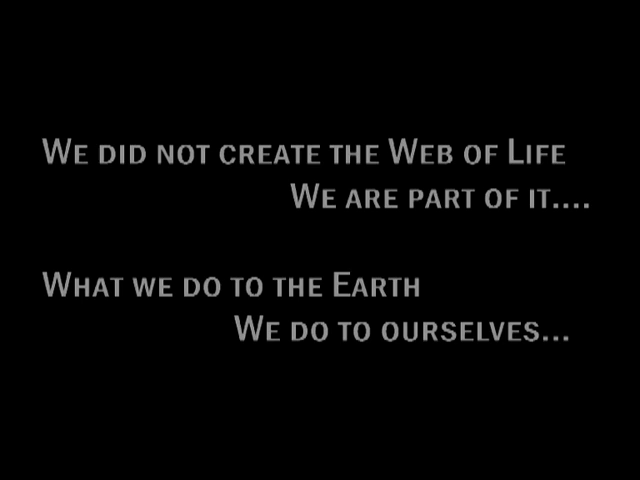 We did not create the Web of Life
We are part of it....
What we do to the Earth
We do to ourselves...